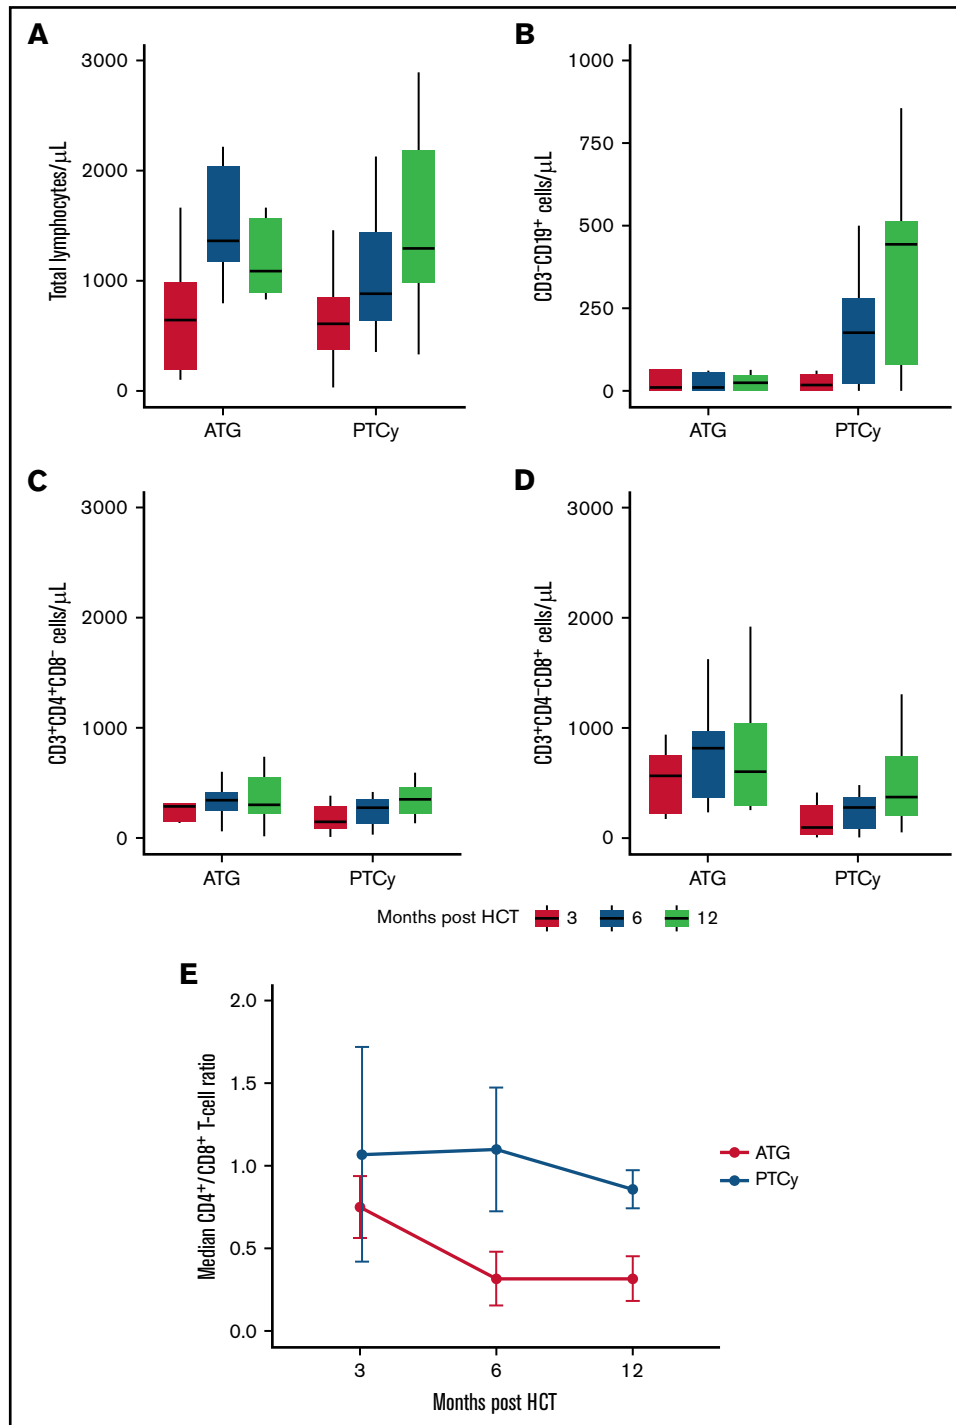 A
3000
2000
1000
0
Total lymphocytes/μL
ATG PTCy
B
1000
750
500
250
0
CD3⁻CD19⁺ cells/μL
ATG PTCy
C
3000
2000
1000
0
CD3⁺CD4⁺CD8⁻ cells/μL
ATG PTCy
D
3000
2000
1000
0
CD3⁺CD4⁻CD8⁺ cells/μL
ATG PTCy
Months post HCT 3 6 12
E
2.0
1.5
1.0
0.5
0.0
Median CD4⁺/CD8⁺ T-cell ratio
3 6 12
Months post HCT
ATG
PTCy